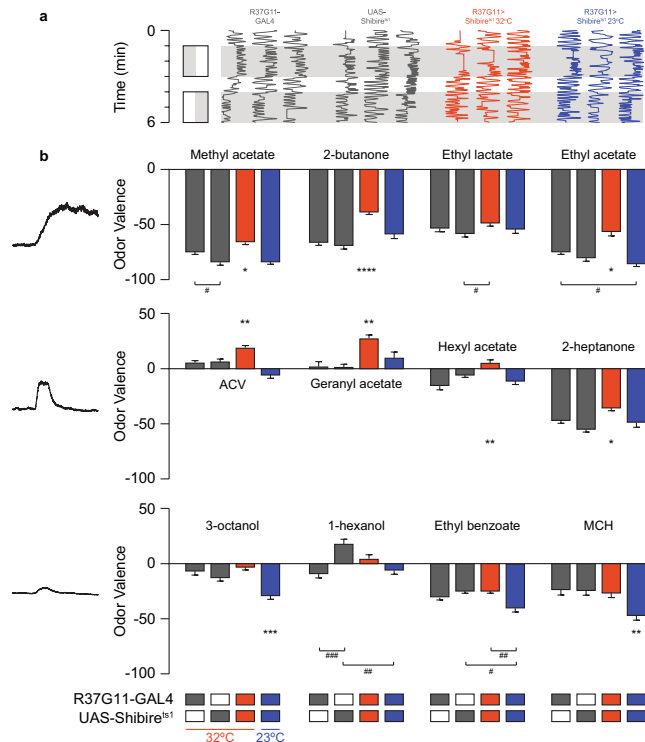 a
R37G11-
GAL4
UAS-
Shibire^ts1
R37G11>
Shibire^ts1 32ºC
R37G11>
Shibire^ts1 23ºC
Time (min)
0
6
b
Methyl acetate
2-butanone
Ethyl lactate
Ethyl acetate
Odor Valence
0
-50
-100
*
****
*
#
#
#
Odor Valence
50
0
-50
-100
**
**
Hexyl acetate
2-heptanone
ACV
Geranyl acetate
**
*
Odor Valence
50
0
-50
-100
3-octanol
1-hexanol
Ethyl benzoate
MCH
***
**
###
##
##
#
R37G11-GAL4
UAS-Shibire^ts1
32ºC
23ºC